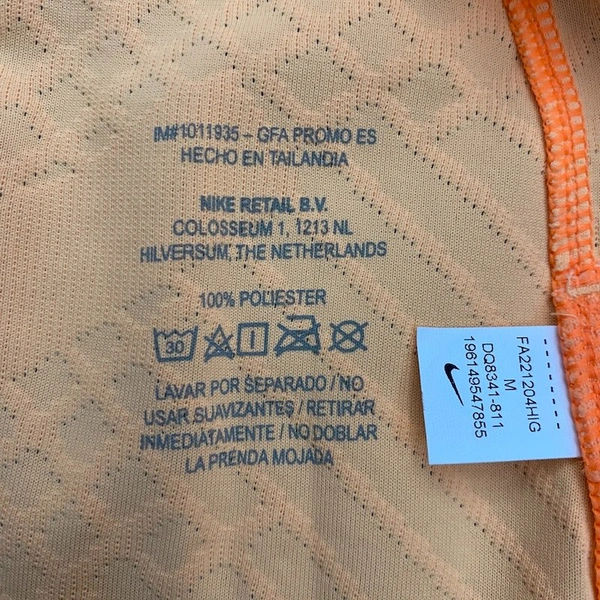 IM#1011935 – GFA PROMO ES
HECHO EN TAILANDIA
NIKE RETAIL B.V.
COLOSSEUM 1, 1213 NL
HILVERSUM, THE NETHERLANDS
100% POLIESTER
30
LAVAR POR SEPARADO / NO
USAR SUAVIZANTES / RETIRAR
INMEDIATAMENTE / NO DOBLAR
LA PRENDA MOJADA
FA221204HIG
M
DQ8341-811
196149547855